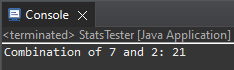 Console
<terminated> StatsTester [Java Application]
Combination of 7 and 2: 21